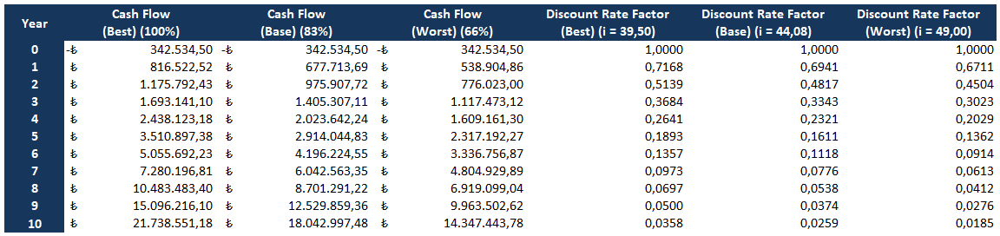 Year Cash Flow (Best) (100%) Cash Flow (Base) (83%) Cash Flow (Worst) (66%) Discount Rate Factor (Best) (i = 39,50) Discount Rate Factor (Base) (i = 44,08) Discount Rate Factor (Worst) (i = 49,00)
0 -₺ 342.534,50 -₺ 342.534,50 -₺ 342.534,50 1,0000 1,0000 1,0000
1 ₺ 816.522,52 ₺ 677.713,69 ₺ 538.904,86 0,7168 0,6941 0,6711
2 ₺ 1.175.792,43 ₺ 975.907,72 ₺ 776.023,00 0,5139 0,4817 0,4504
3 ₺ 1.693.141,10 ₺ 1.405.307,11 ₺ 1.117.473,12 0,3684 0,3343 0,3023
4 ₺ 2.438.123,18 ₺ 2.023.642,24 ₺ 1.609.161,30 0,2641 0,2321 0,2029
5 ₺ 3.510.897,38 ₺ 2.914.044,83 ₺ 2.317.192,27 0,1893 0,1611 0,1362
6 ₺ 5.055.692,23 ₺ 4.196.224,55 ₺ 3.336.756,87 0,1357 0,1118 0,0914
7 ₺ 7.280.196,81 ₺ 6.042.563,35 ₺ 4.804.929,89 0,0973 0,0776 0,0613
8 ₺ 10.483.483,40 ₺ 8.701.291,22 ₺ 6.919.099,04 0,0697 0,0538 0,0412
9 ₺ 15.096.216,10 ₺ 12.529.859,36 ₺ 9.963.502,62 0,0500 0,0374 0,0276
10 ₺ 21.738.551,18 ₺ 18.042.997,48 ₺ 14.347.443,78 0,0358 0,0259 0,0185